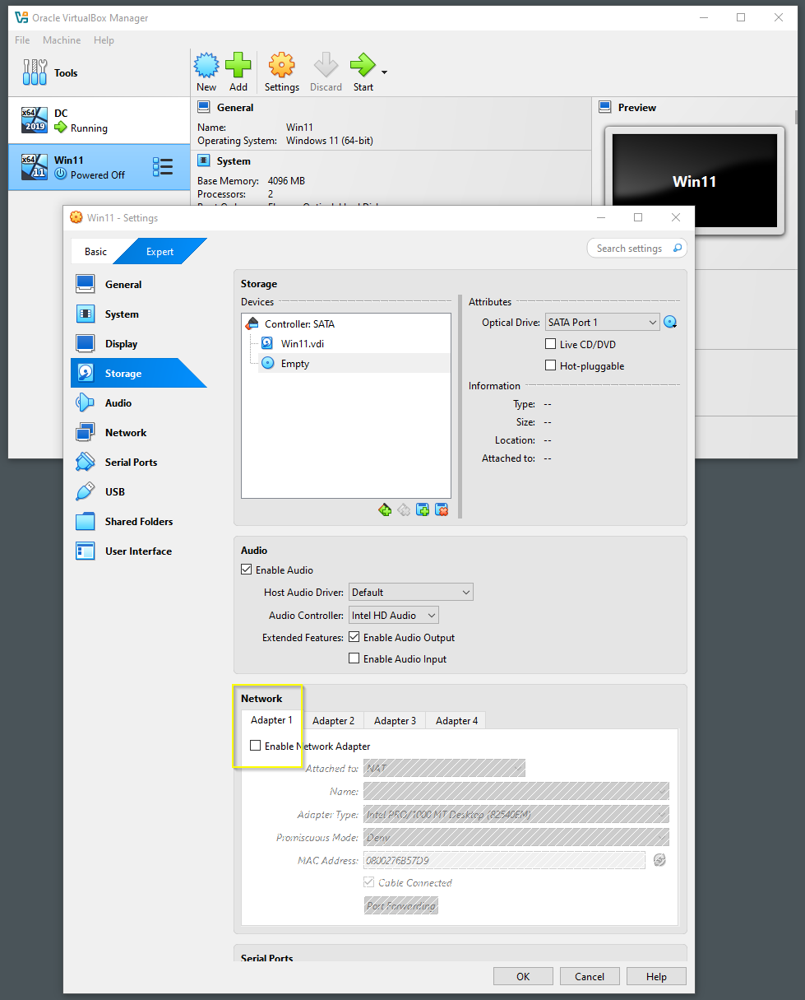 Oracle VirtualBox Manager
File Machine Help
Tools
New Add Settings Discard Start
x64 2019 DC
Running
x64 11 Win11
Powered Off
General
Name: Win11
Operating System: Windows 11 (64-bit)
System
Base Memory: 4096 MB
Processors: 2
Preview
Win11
Win11 - Settings
Basic Expert
Search settings
General
System
Display
Storage
Audio
Network
Serial Ports
USB
Shared Folders
User Interface
Storage
Devices
Controller: SATA
Win11.vdi
Empty
Attributes
Optical Drive: SATA Port 1
Live CD/DVD
Hot-pluggable
Information
Type: --
Size: --
Location: --
Attached to: --
Audio
Enable Audio
Host Audio Driver: Default
Audio Controller: Intel HD Audio
Extended Features: Enable Audio Output
Enable Audio Input
Network
Adapter 1 Adapter 2 Adapter 3 Adapter 4
Enable Network Adapter
Attached to: NAT
Name:
Adapter Type: Intel PRO/1000 MT Desktop (82540EM)
Promiscuous Mode: Deny
MAC Address: 0800276B57D9
Cable Connected
Port Forwarding
Serial Ports
OK Cancel Help